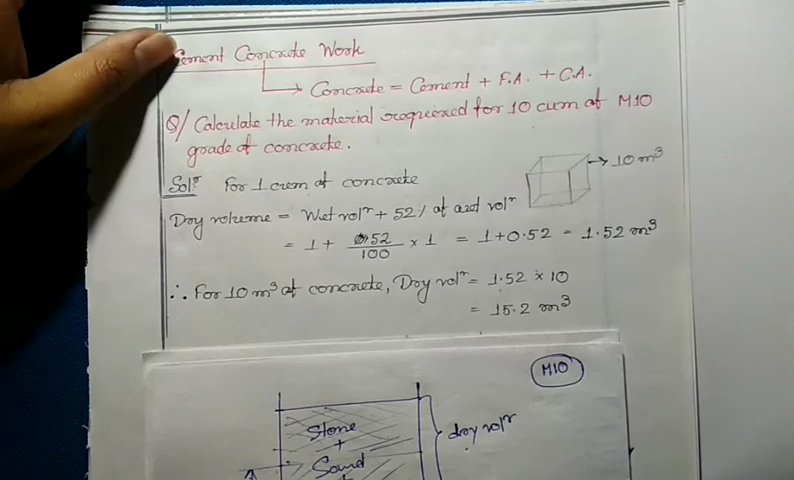 Cement Concrete Work
Concrete = Cement + F.A. + C.A.
Q/ Calculate the material required for 10 cum of M10
grade of concrete.
→ 10 m³
Solⁿ For 1 cum of concrete
Dry volume = Wet volⁿ + 52% of wet volⁿ
= 1 + 52/100 × 1 = 1+0.52 = 1.52 m³
∴ For 10 m³ of concrete, Dry volⁿ = 1.52 × 10
= 15.2 m³
M10
Stone
+
Sand
dry volⁿ